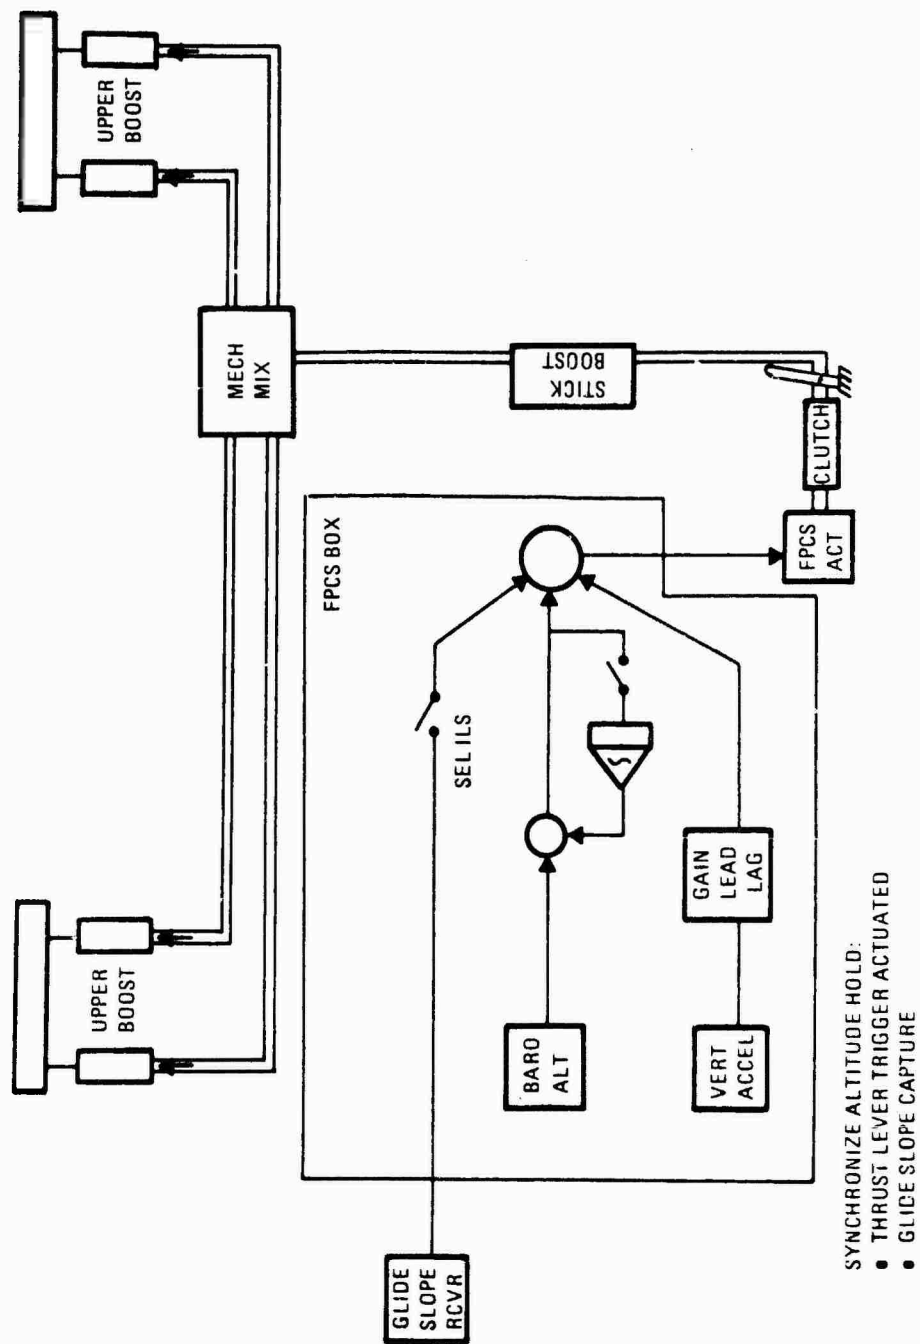 UPPER
BOOST
UPPER
BOOST
MECH
MIX
STICK
BOOST
FPCS BOX
GLIDE
SLOPE
RCVR
SEL ILS
BARO
ALT
∫
VERT
ACCEL
GAIN
LEAD
LAG
FPCS
ACT
CLUTCH
SYNCHRONIZE ALTITUDE HOLD:
• THRUST LEVER TRIGGER ACTUATED
• GLIDE SLOPE CAPTURE